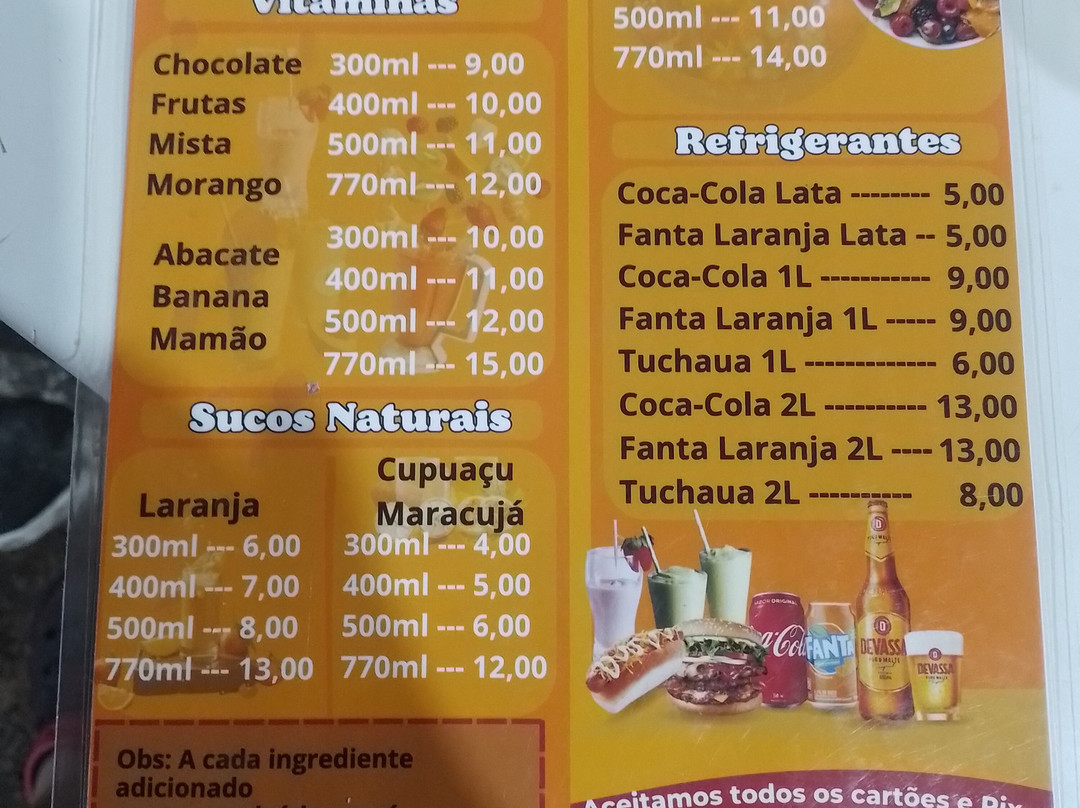 Vitaminas
Chocolate
Frutas
Mista
Morango
300ml --- 9,00
400ml --- 10,00
500ml --- 11,00
770ml --- 12,00
Abacate
Banana
Mamão
300ml --- 10,00
400ml --- 11,00
500ml --- 12,00
770ml --- 15,00
Sucos Naturais
Laranja
300ml --- 6,00
400ml --- 7,00
500ml --- 8,00
770ml --- 13,00
Cupuaçu
Maracujá
300ml --- 4,00
400ml --- 5,00
500ml --- 6,00
770ml --- 12,00
Obs: A cada ingrediente
adicionado
500ml --- 11,00
770ml --- 14,00
Refrigerantes
Coca-Cola Lata -------- 5,00
Fanta Laranja Lata -- 5,00
Coca-Cola 1L ------------ 9,00
Fanta Laranja 1L ----- 9,00
Tuchaua 1L -------------- 6,00
Coca-Cola 2L ----------- 13,00
Fanta Laranja 2L ---- 13,00
Tuchaua 2L ----------- 8,00
FANTA
DEVASSA
PURO MALTE
DEVASSA
Aceitamos todos os cartões e